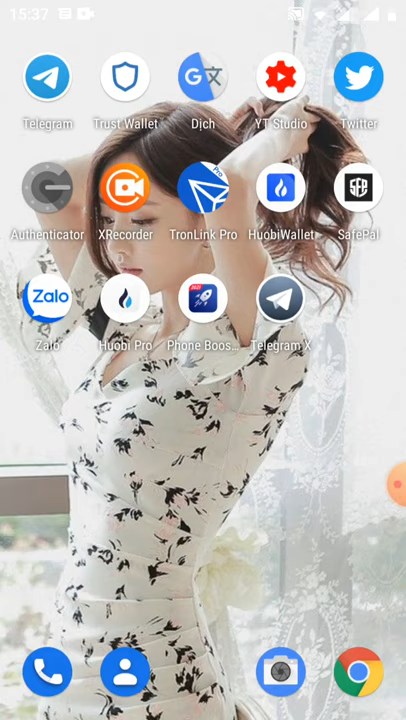 15:37
Telegram Trust Wallet Dịch YT Studio Twitter
Authenticator XRecorder TronLink Pro HuobiWallet SafePal
Zalo Huobi Pro Phone Boos... Telegram X